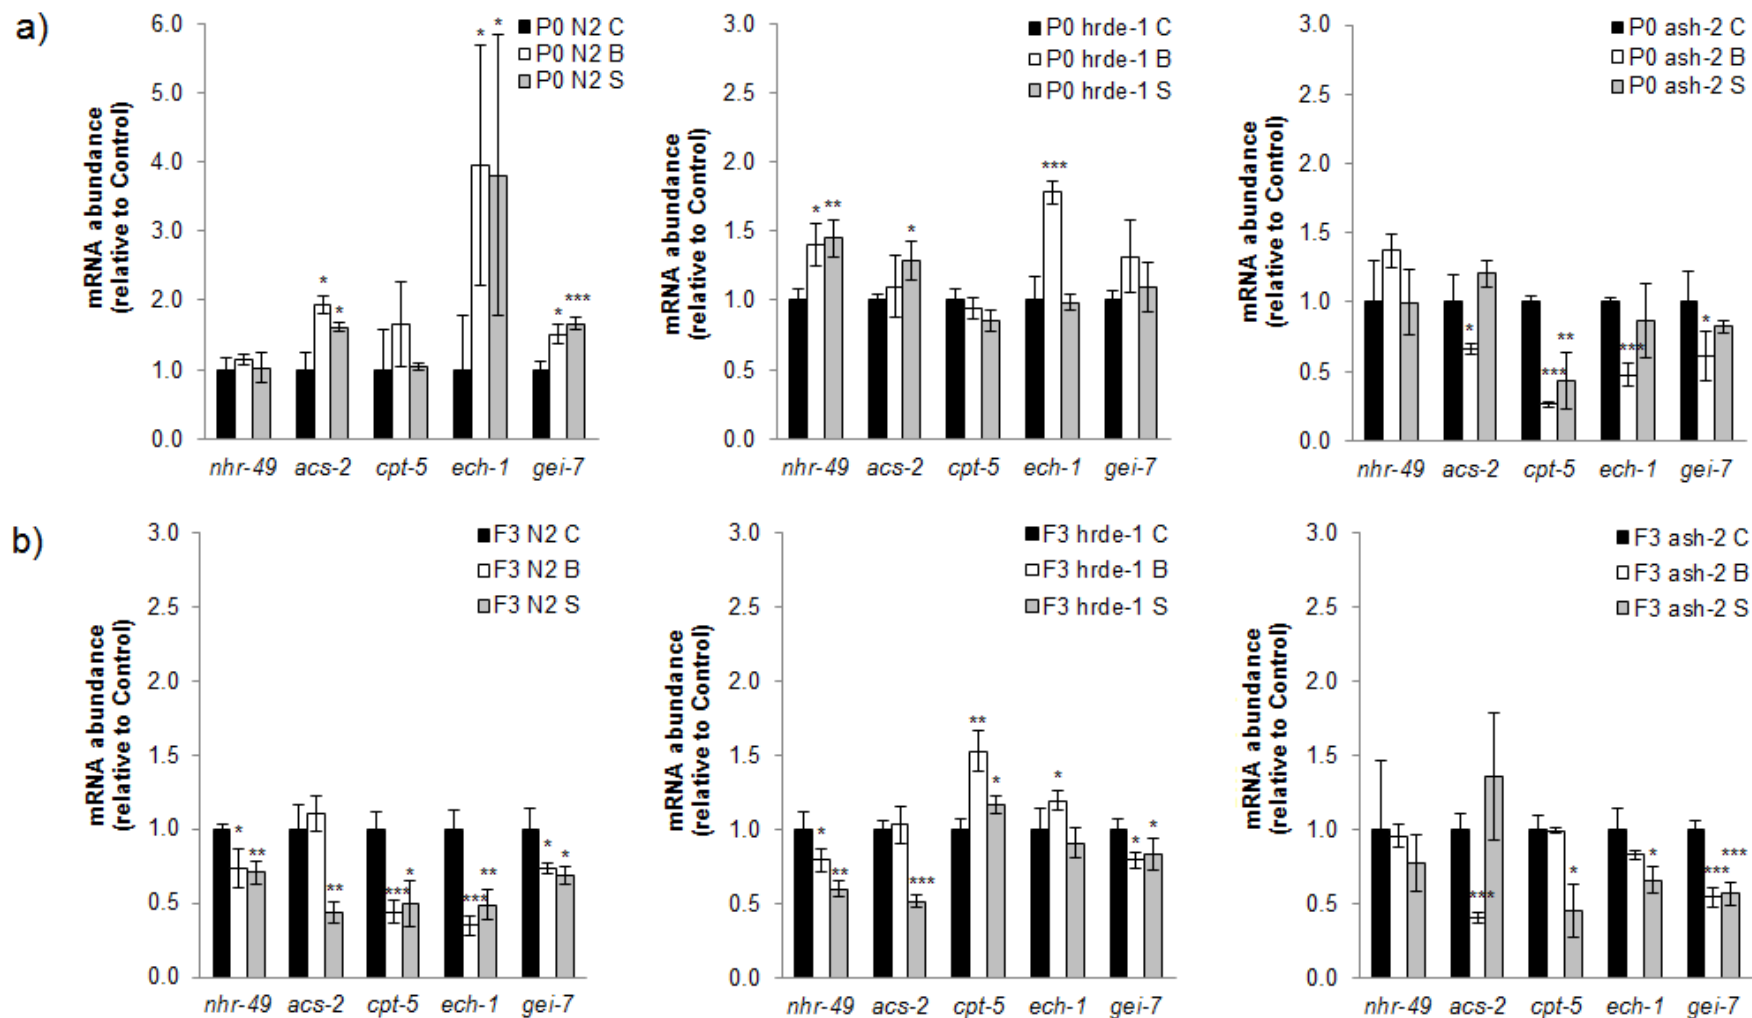 a)
mRNA abundance
(relative to Control)
6.0
5.0
4.0
3.0
2.0
1.0
0.0
P0 N2 C
P0 N2 B
P0 N2 S
* * * * * * ***
nhr-49 acs-2 cpt-5 ech-1 gei-7
mRNA abundance
(relative to Control)
3.0
2.5
2.0
1.5
1.0
0.5
0.0
P0 hrde-1 C
P0 hrde-1 B
P0 hrde-1 S
* ** * ***
nhr-49 acs-2 cpt-5 ech-1 gei-7
mRNA abundance
(relative to Control)
3.0
2.5
2.0
1.5
1.0
0.5
0.0
P0 ash-2 C
P0 ash-2 B
P0 ash-2 S
* *** ** *** *
nhr-49 acs-2 cpt-5 ech-1 gei-7
b)
mRNA abundance
(relative to Control)
3.0
2.5
2.0
1.5
1.0
0.5
0.0
F3 N2 C
F3 N2 B
F3 N2 S
* ** ** *** * *** ** * *
nhr-49 acs-2 cpt-5 ech-1 gei-7
mRNA abundance
(relative to Control)
3.0
2.5
2.0
1.5
1.0
0.5
0.0
F3 hrde-1 C
F3 hrde-1 B
F3 hrde-1 S
* ** *** ** * * * *
nhr-49 acs-2 cpt-5 ech-1 gei-7
mRNA abundance
(relative to Control)
3.0
2.5
2.0
1.5
1.0
0.5
0.0
F3 ash-2 C
F3 ash-2 B
F3 ash-2 S
*** * * *** ***
nhr-49 acs-2 cpt-5 ech-1 gei-7